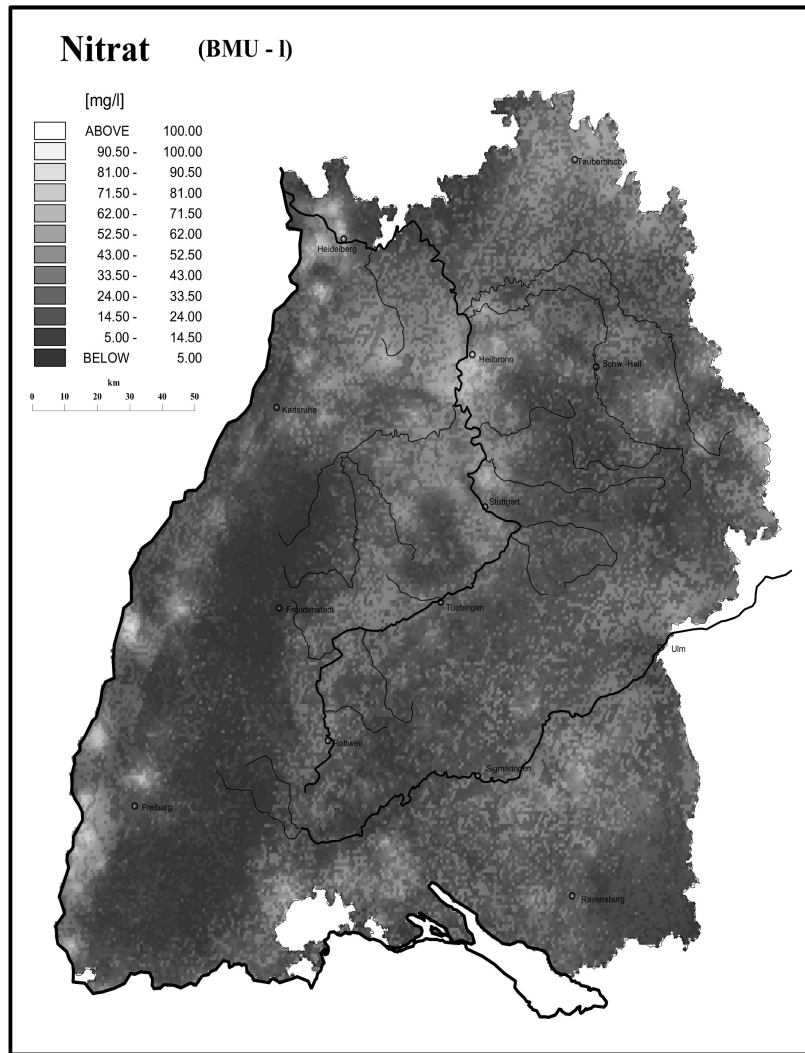 Nitrat (BMU - l)
[mg/l]
ABOVE 100.00
90.50 - 100.00
81.00 - 90.50
71.50 - 81.00
62.00 - 71.50
52.50 - 62.00
43.00 - 52.50
33.50 - 43.00
24.00 - 33.50
14.50 - 24.00
5.00 - 14.50
BELOW 5.00
km
0 10 20 30 40 50
Tauberbisch.
Heidelberg
Heilbronn
Schw.-Hall
Karlsruhe
Stuttgart
Freudenstadt
Tuebingen
Ulm
Rottweil
Sigmaringen
Freiburg
Ravensburg